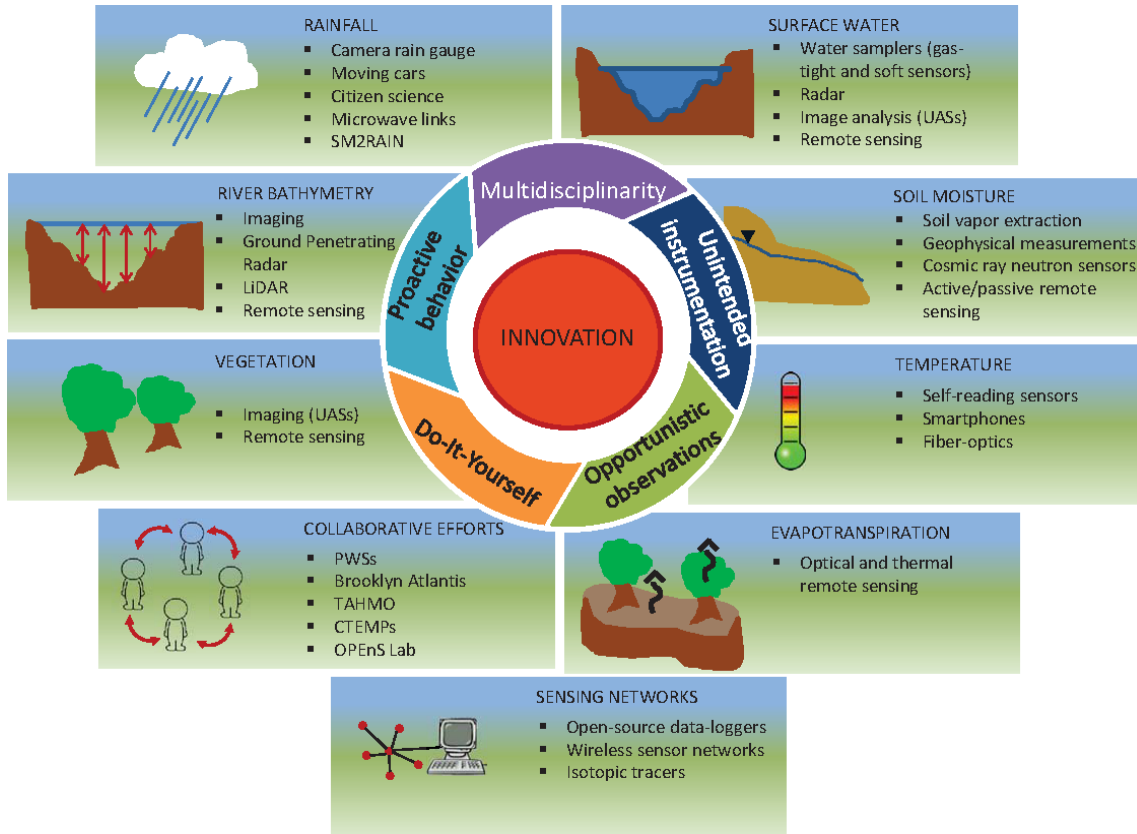 RAINFALL
▪ Camera rain gauge
▪ Moving cars
▪ Citizen science
▪ Microwave links
▪ SM2RAIN
SURFACE WATER
▪ Water samplers (gas-
tight and soft sensors)
▪ Radar
▪ Image analysis (UASs)
▪ Remote sensing
RIVER BATHYMETRY
▪ Imaging
▪ Ground Penetrating
Radar
▪ LiDAR
▪ Remote sensing
Multidisciplinarity
Unintended
instrumentation
Opportunistic
observations
Do-It-Yourself
Proactive
behavior
INNOVATION
SOIL MOISTURE
▪ Soil vapor extraction
▪ Geophysical measurements
▪ Cosmic ray neutron sensors
▪ Active/passive remote
sensing
VEGETATION
▪ Imaging (UASs)
▪ Remote sensing
TEMPERATURE
▪ Self-reading sensors
▪ Smartphones
▪ Fiber-optics
COLLABORATIVE EFFORTS
▪ PWSs
▪ Brooklyn Atlantis
▪ TAHMO
▪ CTEMPs
▪ OPEnS Lab
EVAPOTRANSPIRATION
▪ Optical and thermal
remote sensing
SENSING NETWORKS
▪ Open-source data-loggers
▪ Wireless sensor networks
▪ Isotopic tracers